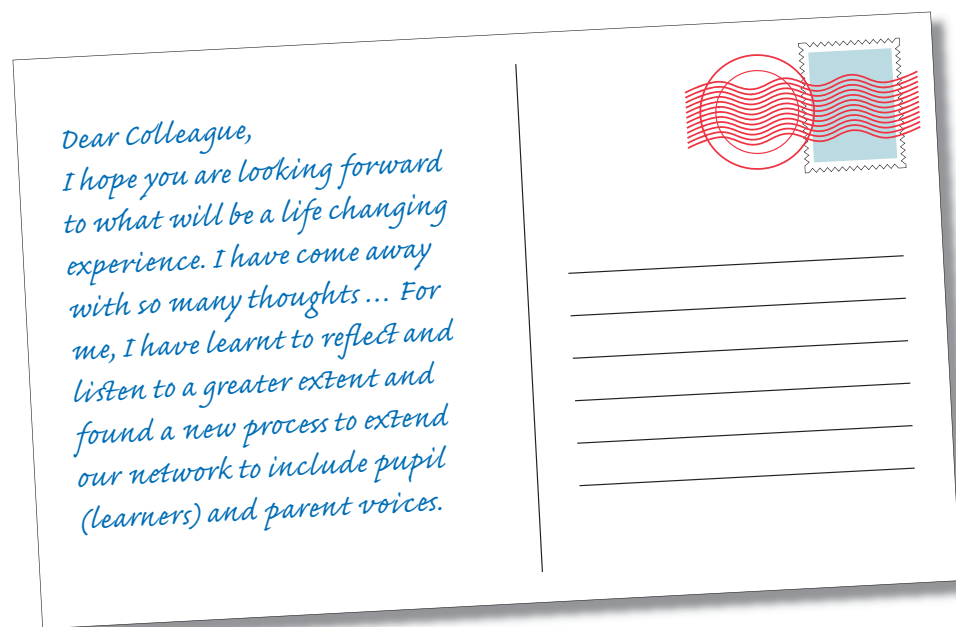 Dear Colleague,
I hope you are looking forward
to what will be a life changing
experience. I have come away
with so many thoughts ... For
me, I have learnt to reflect and
listen to a greater extent and
found a new process to extend
our network to include pupil
(learners) and parent voices.